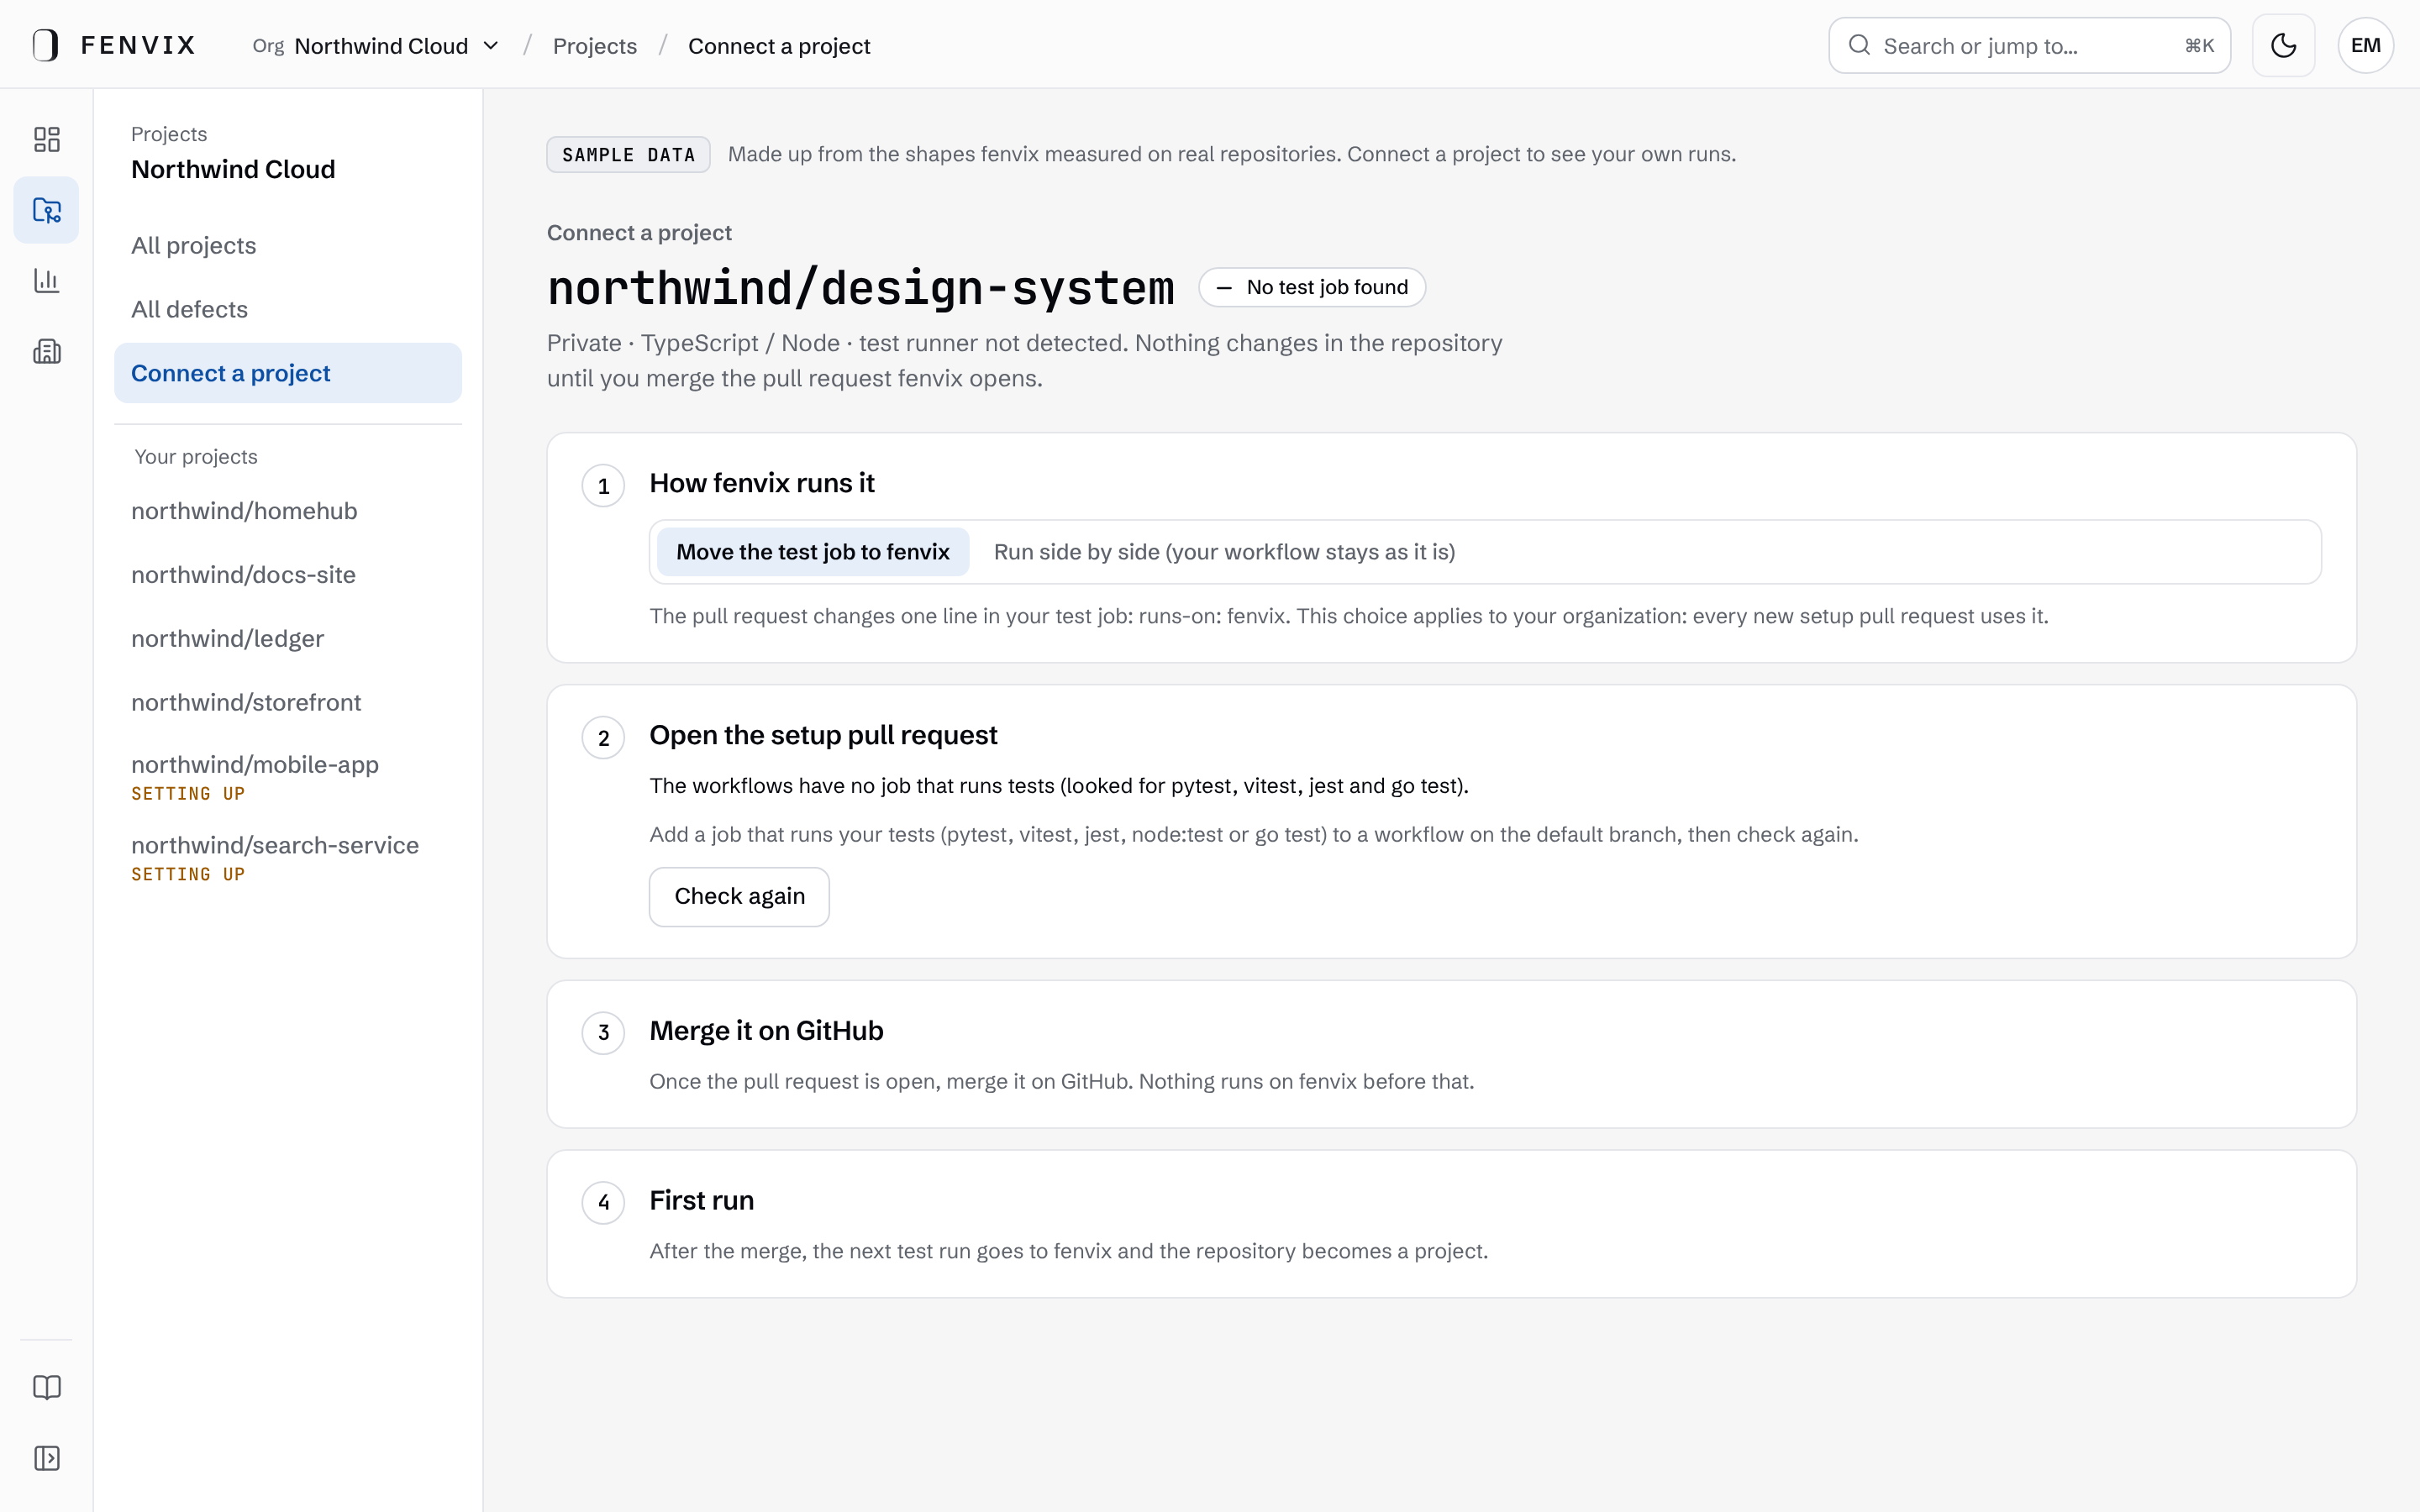 FENVIX
Org Northwind Cloud / Projects / Connect a project
Search or jump to... ⌘K
EM
Projects
Northwind Cloud
All projects
All defects
Connect a project
Your projects
northwind/homehub
northwind/docs-site
northwind/ledger
northwind/storefront
northwind/mobile-app
SETTING UP
northwind/search-service
SETTING UP
SAMPLE DATA Made up from the shapes fenvix measured on real repositories. Connect a project to see your own runs.
Connect a project
northwind/design-system — No test job found
Private · TypeScript / Node · test runner not detected. Nothing changes in the repository
until you merge the pull request fenvix opens.
1 How fenvix runs it
Move the test job to fenvix Run side by side (your workflow stays as it is)
The pull request changes one line in your test job: runs-on: fenvix. This choice applies to your organization: every new setup pull request uses it.
2 Open the setup pull request
The workflows have no job that runs tests (looked for pytest, vitest, jest and go test).
Add a job that runs your tests (pytest, vitest, jest, node:test or go test) to a workflow on the default branch, then check again.
Check again
3 Merge it on GitHub
Once the pull request is open, merge it on GitHub. Nothing runs on fenvix before that.
4 First run
After the merge, the next test run goes to fenvix and the repository becomes a project.